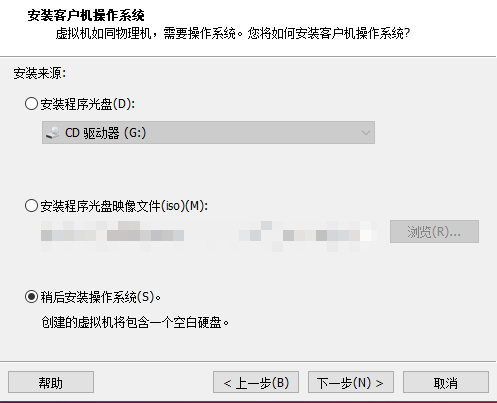 安装客户机操作系统
虚拟机如同物理机，需要操作系统。您将如何安装客户机操作系统?
安装来源:
安装程序光盘(D):
CD 驱动器 (G:)
安装程序光盘映像文件(iso)(M):
浏览(R)...
稍后安装操作系统(S)。
创建的虚拟机将包含一个空白硬盘。
帮助
< 上一步(B)
下一步(N) >
取消